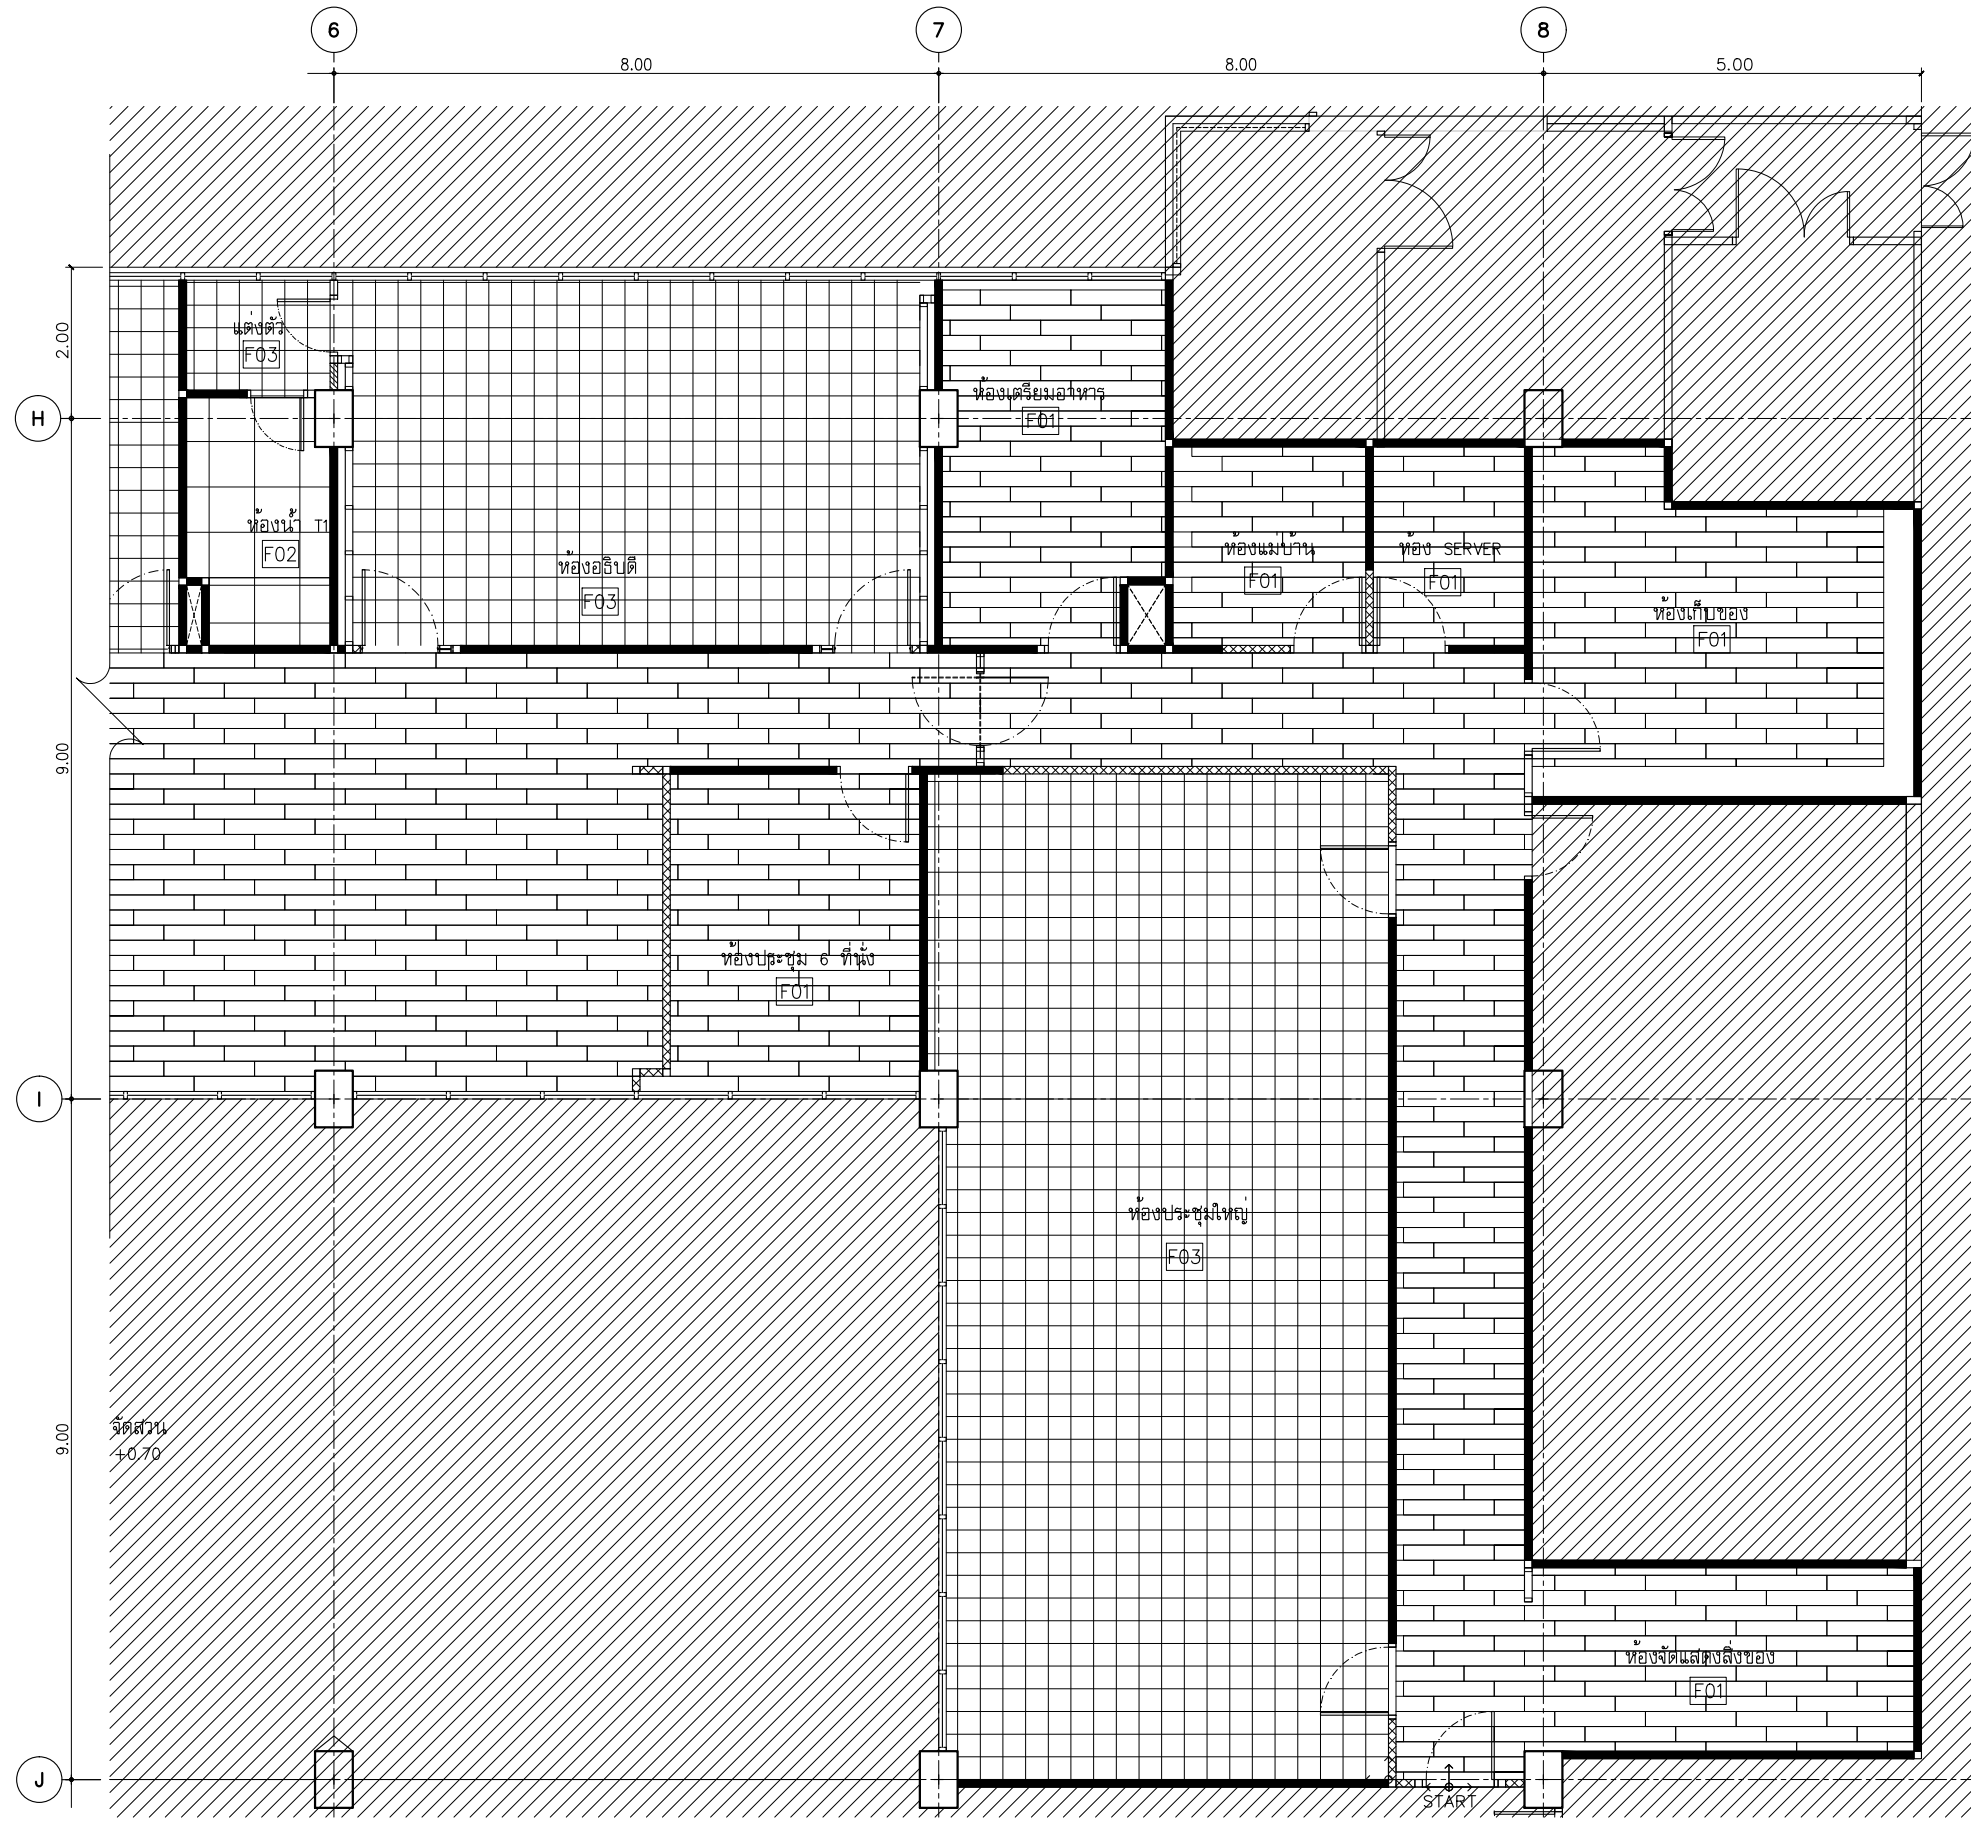 6
7
8
8.00
8.00
5.00
2.00
แต่งตัว
F03
ห้องเตรียมอาหาร
F01
H
ห้องน้ำ T1
F02
ห้องอธิบดี
F03
ห้องแม่บ้าน
F01
ห้อง SERVER
F01
ห้องเก็บของ
F01
9.00
ห้องประชุม 6 ที่นั่ง
F01
I
ห้องประชุมใหญ่
F03
9.00
จัดสวน
+0.70
ห้องจัดแสดงสิ่งของ
F01
J
START